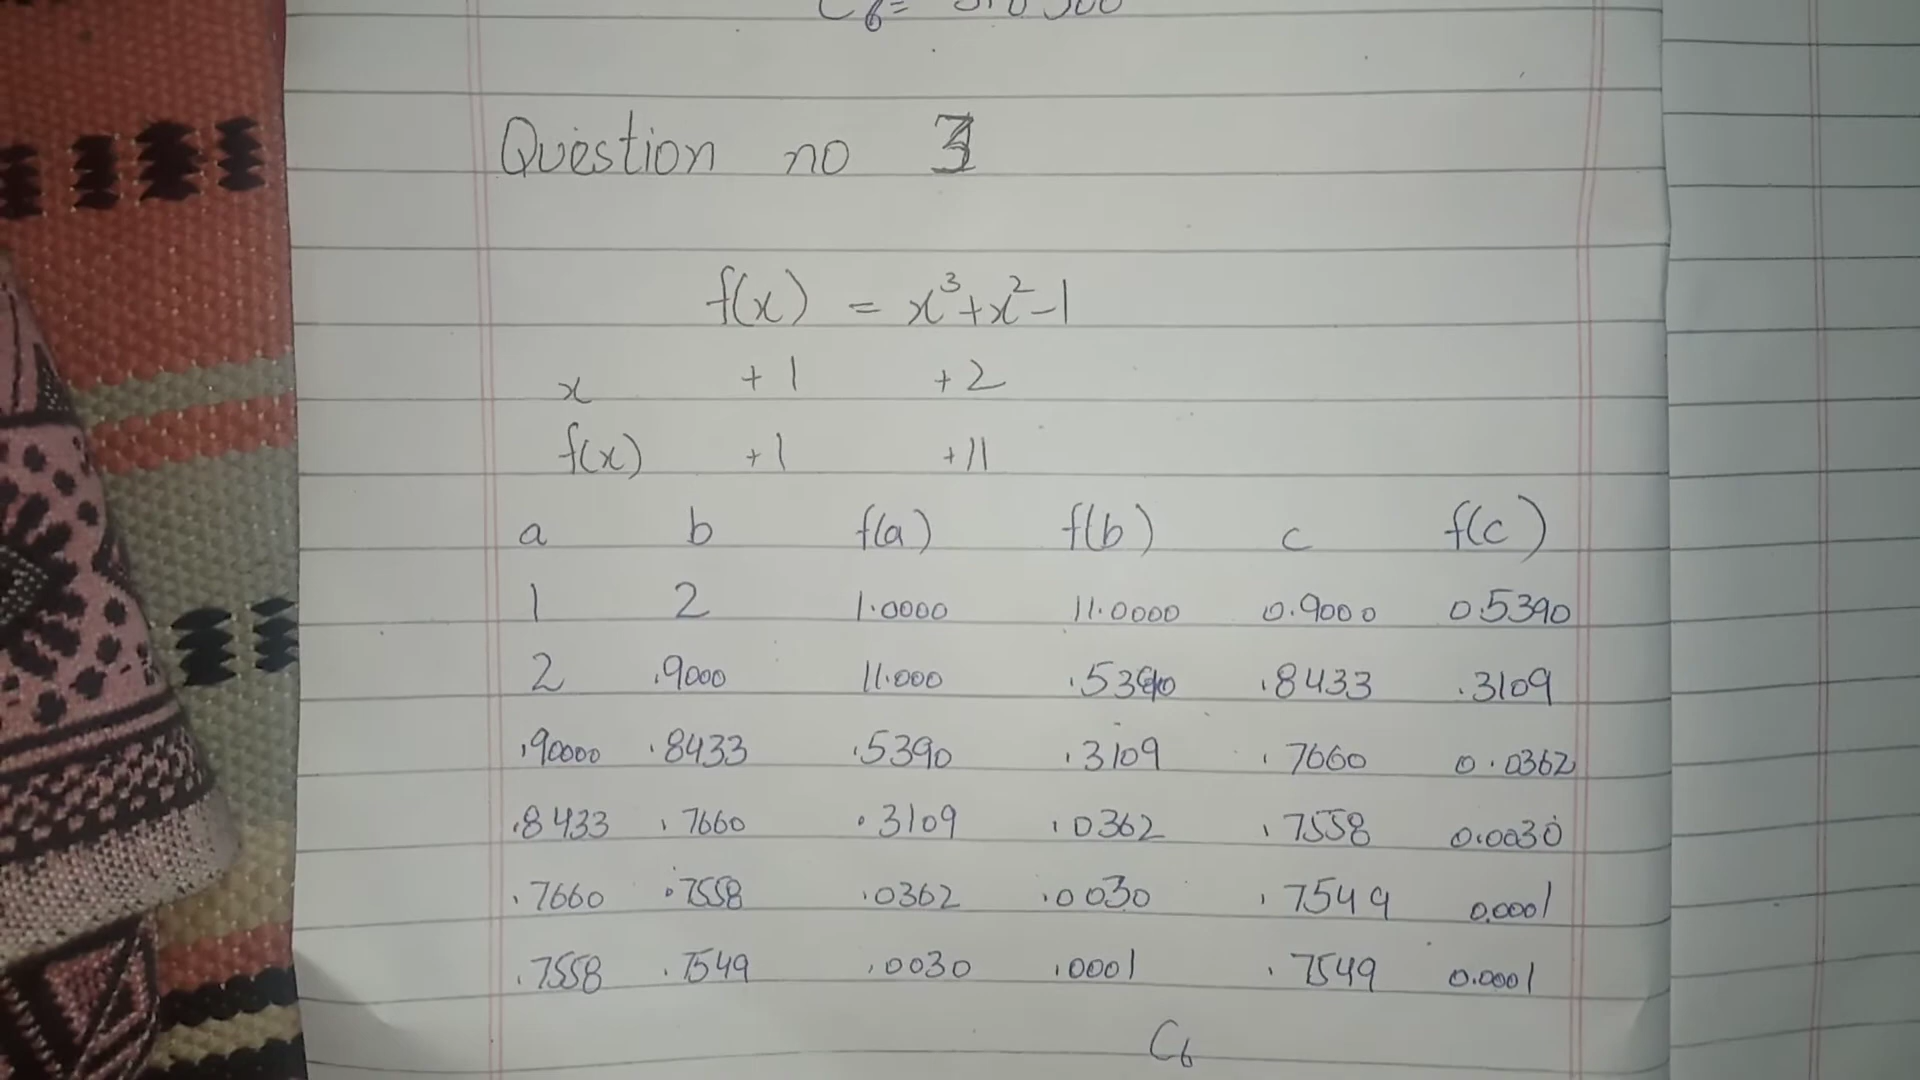 Question no 3
f(x) = x³+x²-1
x +1 +2
f(x) +1 +11
a b f(a) f(b) c f(c)
1 2 1.0000 11.0000 0.9000 0.5390
2 .9000 11.000 .5390 .8433 .3109
.90000 .8433 .5390 .3109 .7660 0.0362
.8433 .7660 .3109 .0362 .7558 0.0030
.7660 .7558 .0362 .0030 .7549 0.0001
.7558 .7549 .0030 .0001 .7549 0.0001
C₆